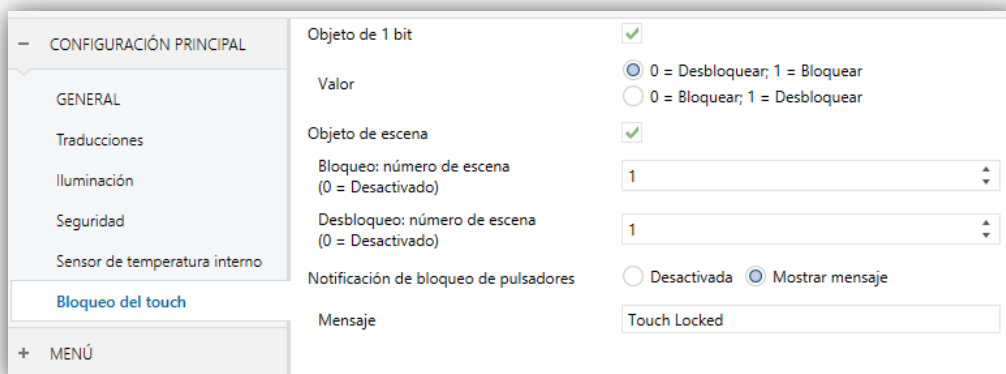 CONFIGURACIÓN PRINCIPAL
GENERAL
Traducciones
Iluminación
Seguridad
Sensor de temperatura interno
Bloqueo del touch
MENÚ
Objeto de 1 bit
Valor
0 = Desbloquear; 1 = Bloquear
0 = Bloquear; 1 = Desbloquear
Objeto de escena
Bloqueo: número de escena
(0 = Desactivado)
1
Desbloqueo: número de escena
(0 = Desactivado)
1
Notificación de bloqueo de pulsadores
Desactivada
Mostrar mensaje
Mensaje
Touch Locked